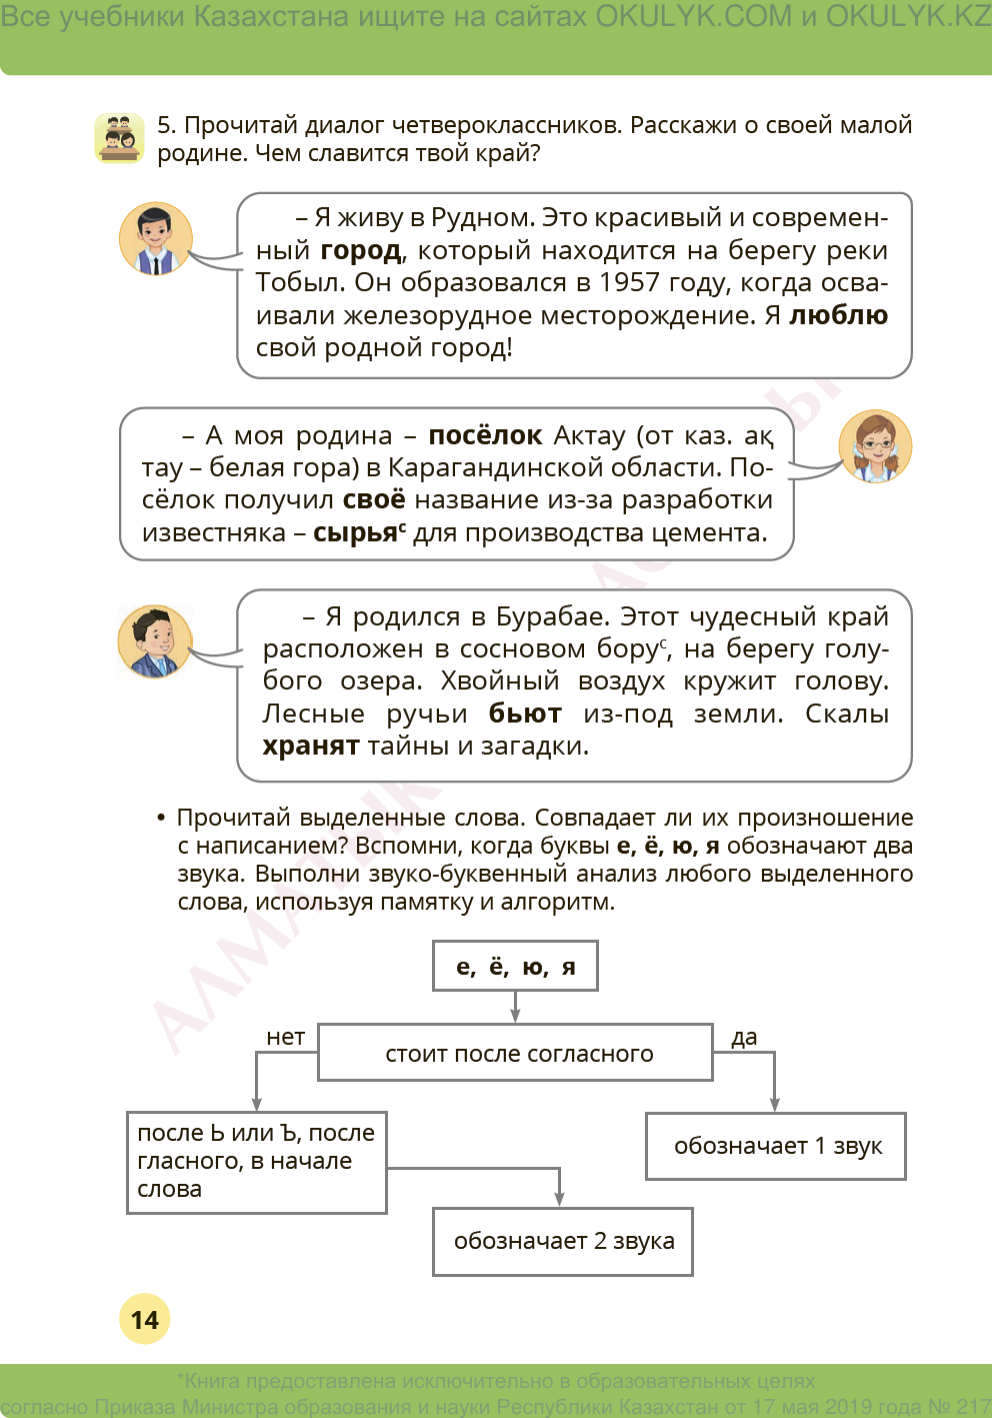 Все учебники Казахстана ищите на сайтах OKULYK.COM и OKULYK.KZ
5. Прочитай диалог четвероклассников. Расскажи о своей малой
родине. Чем славится твой край?
– Я живу в Рудном. Это красивый и современ-
ный город, который находится на берегу реки
Тобыл. Он образовался в 1957 году, когда осва-
ивали железорудное месторождение. Я люблю
свой родной город!
– А моя родина – посёлок Актау (от каз. ақ
тау – белая гора) в Карагандинской области. По-
сёлок получил своё название из-за разработки
известняка – сырьяс для производства цемента.
– Я родился в Бурабае. Этот чудесный край
расположен в сосновом борус, на берегу голу-
бого озера. Хвойный воздух кружит голову.
Лесные ручьи бьют из-под земли. Скалы
хранят тайны и загадки.
• Прочитай выделенные слова. Совпадает ли их произношение
с написанием? Вспомни, когда буквы е, ё, ю, я обозначают два
звука. Выполни звуко-буквенный анализ любого выделенного
слова, используя памятку и алгоритм.
е, ё, ю, я
нет
да
стоит после согласного
после Ь или Ъ, после
гласного, в начале
слова
обозначает 1 звук
обозначает 2 звука
14
*Книга предоставлена исключительно в образовательных целях
согласно Приказа Министра образования и науки Республики Казахстан от 17 мая 2019 года № 217